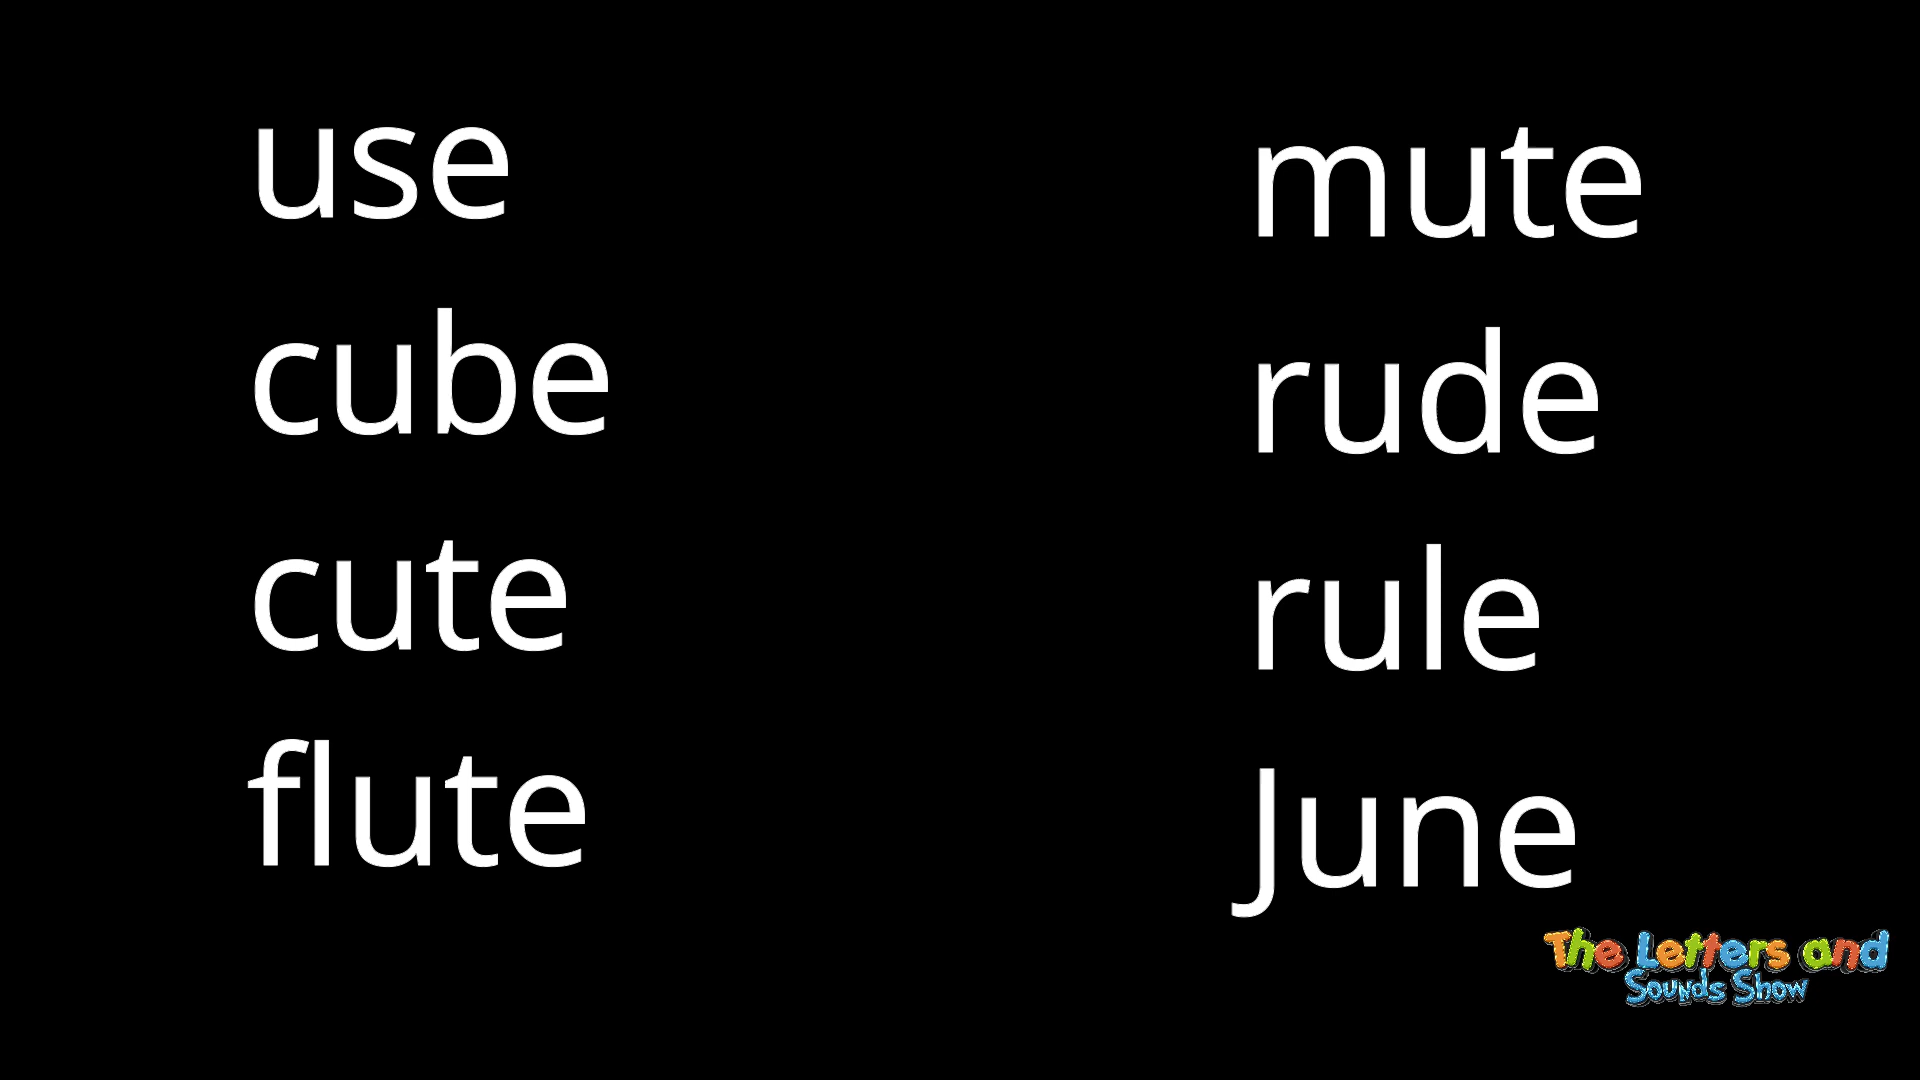 use
cube
cute
flute
mute
rude
rule
June
The Letters and
Sounds Show